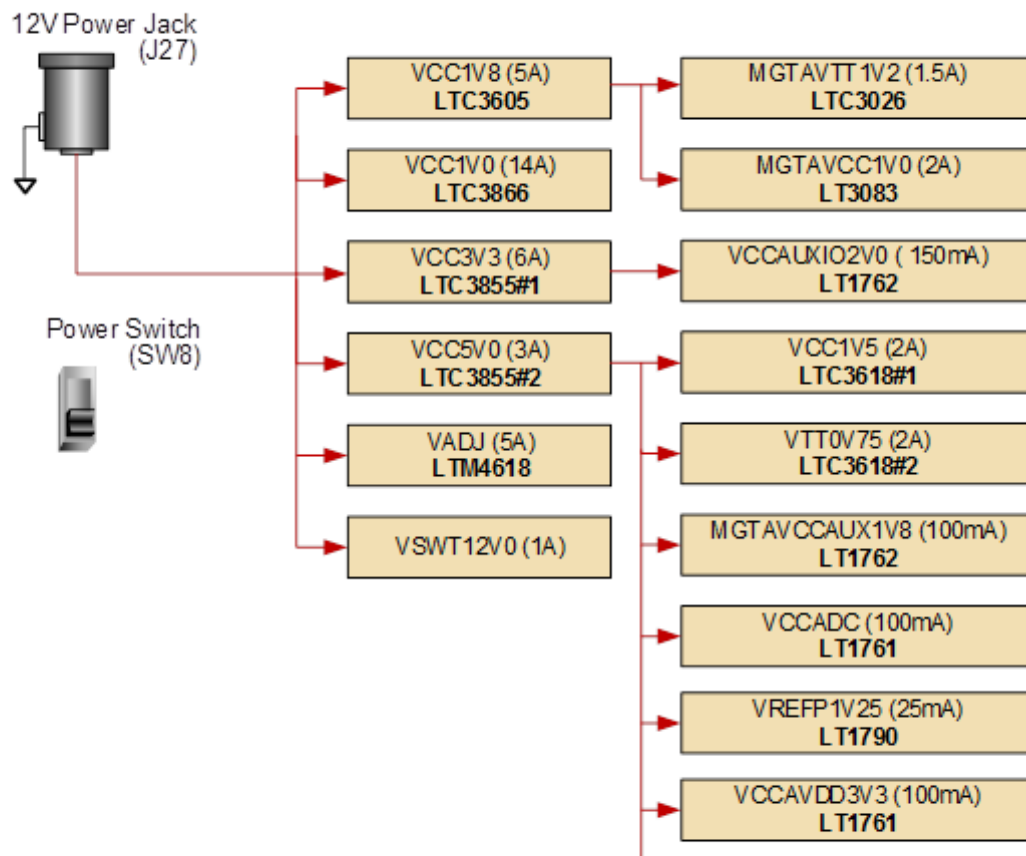 12V Power Jack
(J27)
VCC1V8 (5A)
LTC3605
MGTAVTT1V2 (1.5A)
LTC3026
VCC1V0 (14A)
LTC3866
MGTAVCC1V0 (2A)
LT3083
VCC3V3 (6A)
LTC3855#1
VCCAUXIO2V0 ( 150mA)
LT1762
Power Switch
(SW8)
VCC5V0 (3A)
LTC3855#2
VCC1V5 (2A)
LTC3618#1
VADJ (5A)
LTM4618
VTT0V75 (2A)
LTC3618#2
VSWT12V0 (1A)
MGTAVCCAUX1V8 (100mA)
LT1762
VCCADC (100mA)
LT1761
VREFP1V25 (25mA)
LT1790
VCCAVDD3V3 (100mA)
LT1761